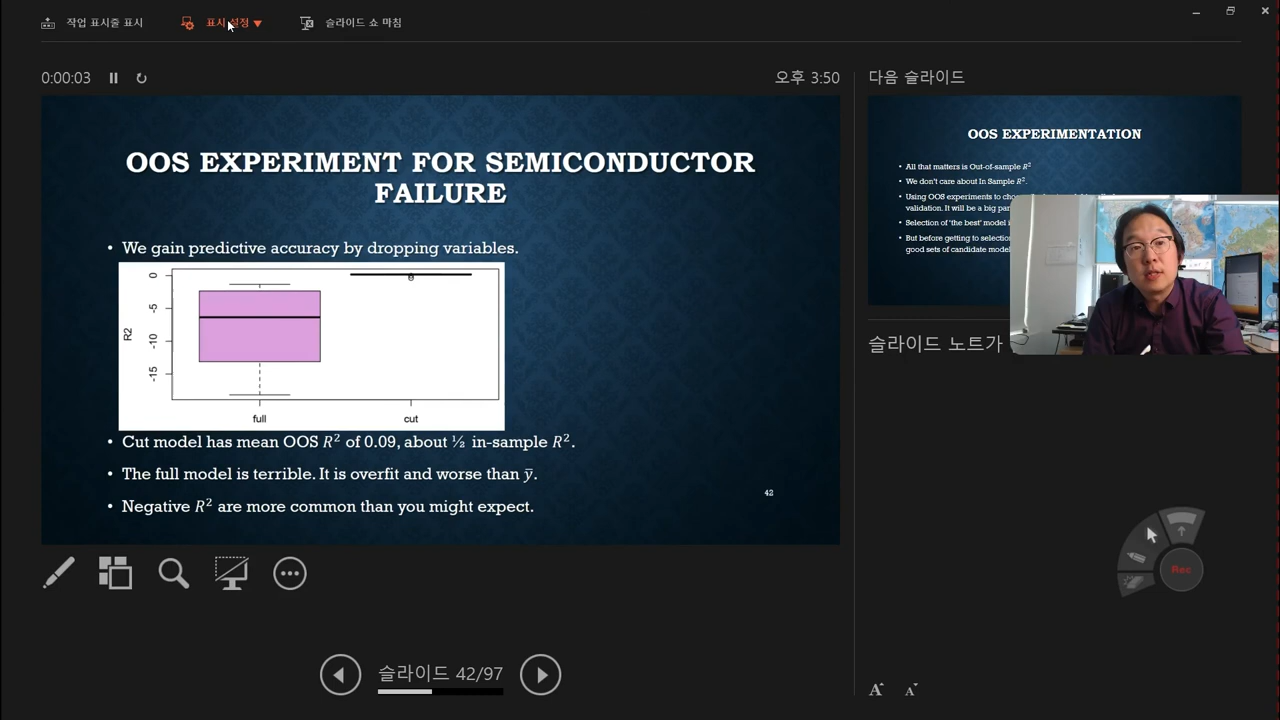 작업 표시줄 표시
표시 설정 ▼
슬라이드 쇼 마침
0:00:03
오후 3:50
다음 슬라이드
OOS EXPERIMENT FOR SEMICONDUCTOR
FAILURE
• We gain predictive accuracy by dropping variables.
R2
0
-5
-10
-15
full
cut
• Cut model has mean OOS R² of 0.09, about ½ in-sample R².
• The full model is terrible. It is overfit and worse than ȳ.
• Negative R² are more common than you might expect.
42
OOS EXPERIMENTATION
• All that matters is Out-of-sample R²
• We don't care about In Sample R².
• Using OOS experiments to
validation. It will be a big
• Selection of 'the best' model
• But before getting to
good sets of candidate
슬라이드 노트가
Rec
슬라이드 42/97
A
A